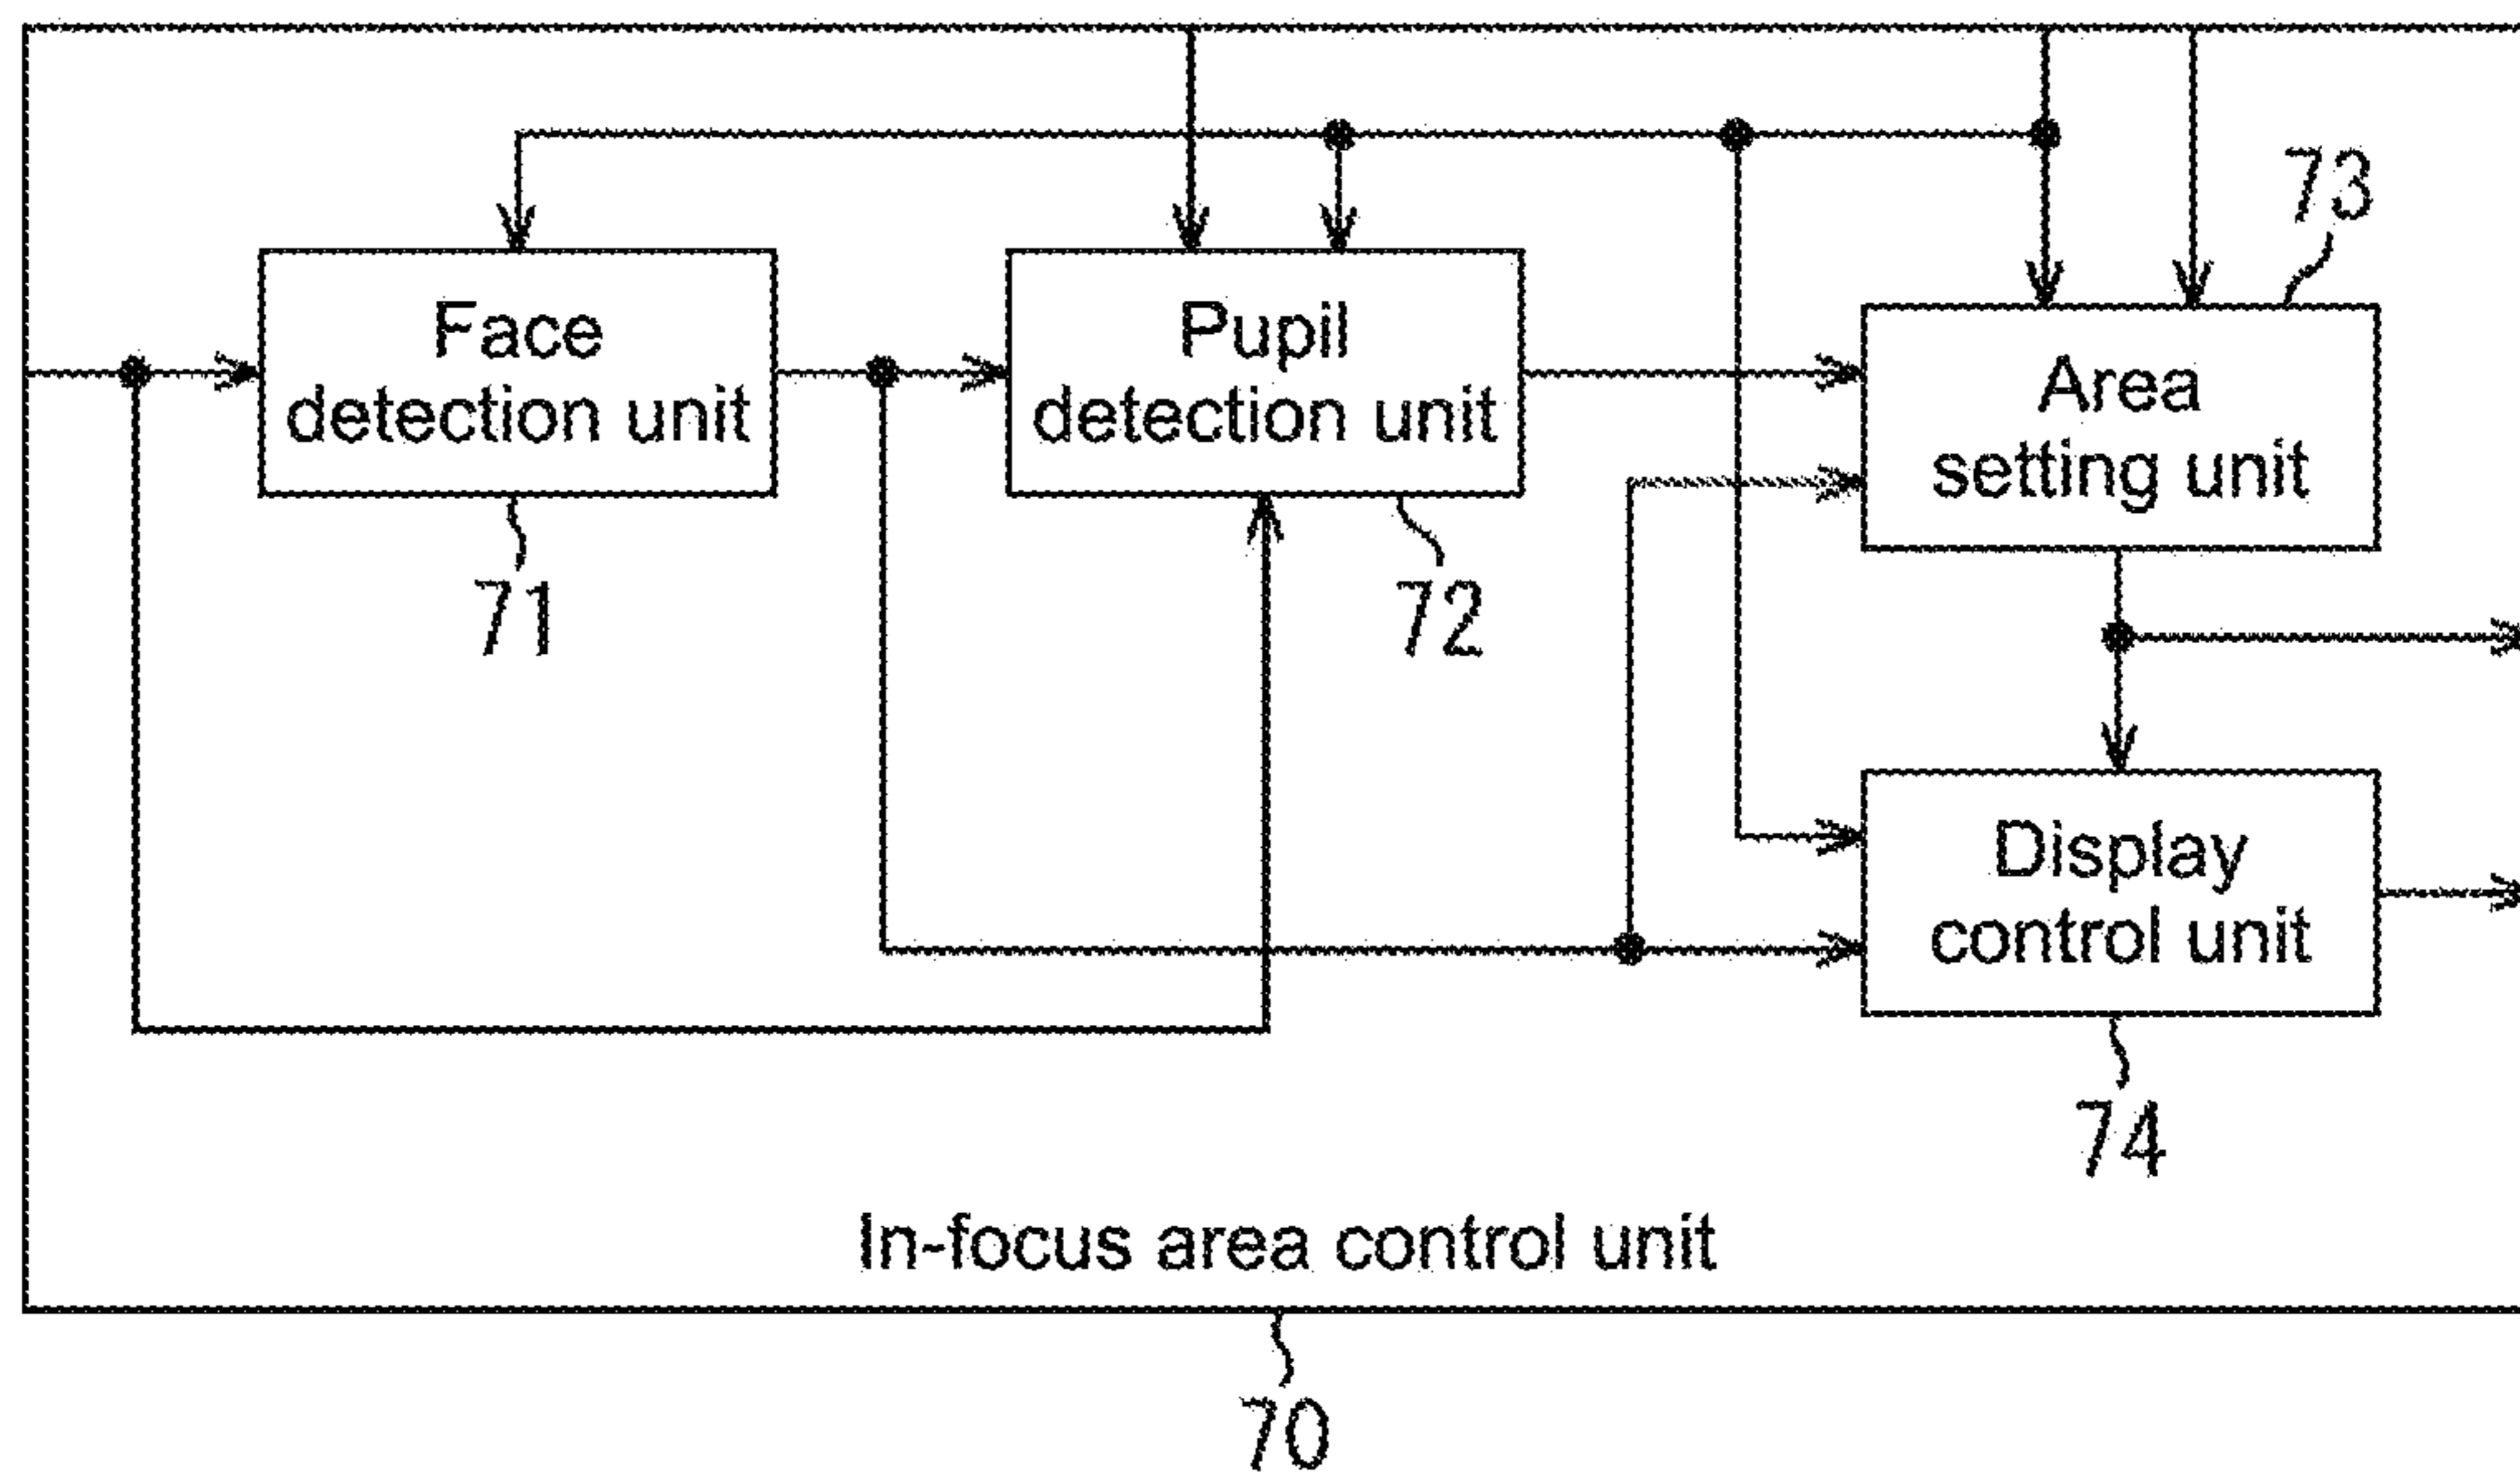 73
Face
detection unit
Pupil
detection unit
Area
setting unit
71
72
Display
control unit
74
In-focus area control unit
70